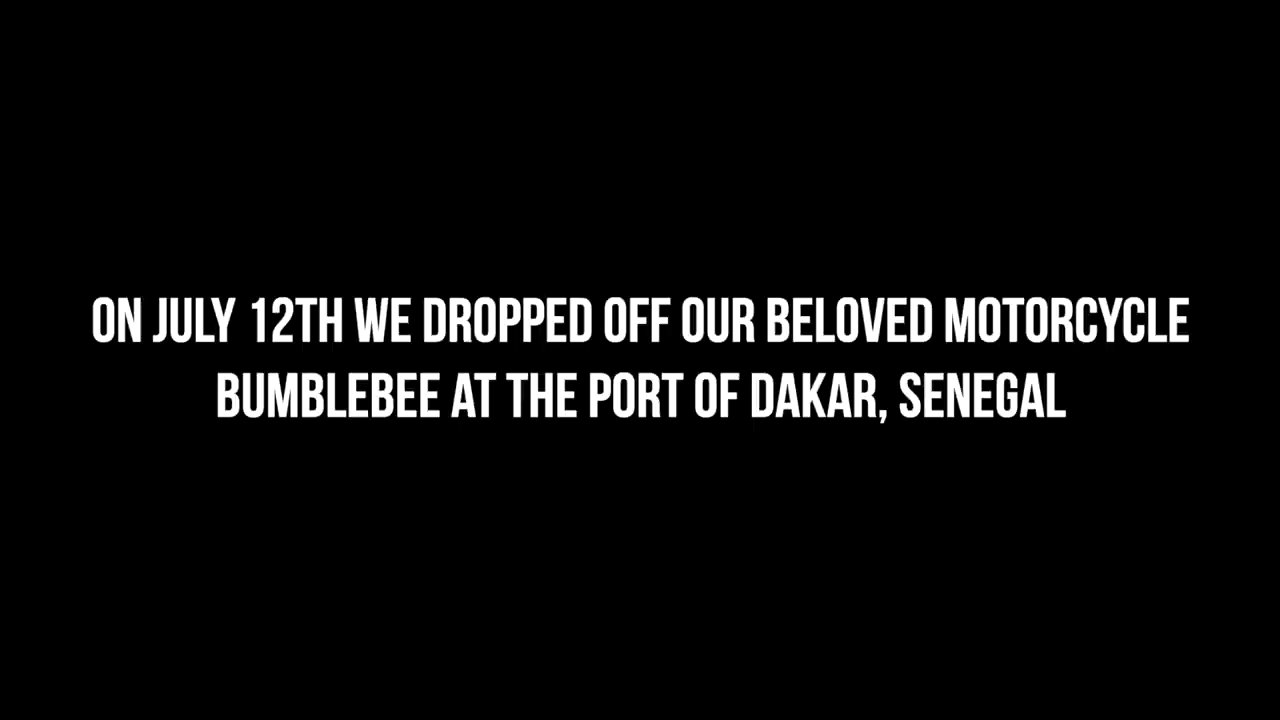 ON JULY 12TH WE DROPPED OFF OUR BELOVED MOTORCYCLE
BUMBLEBEE AT THE PORT OF DAKAR, SENEGAL